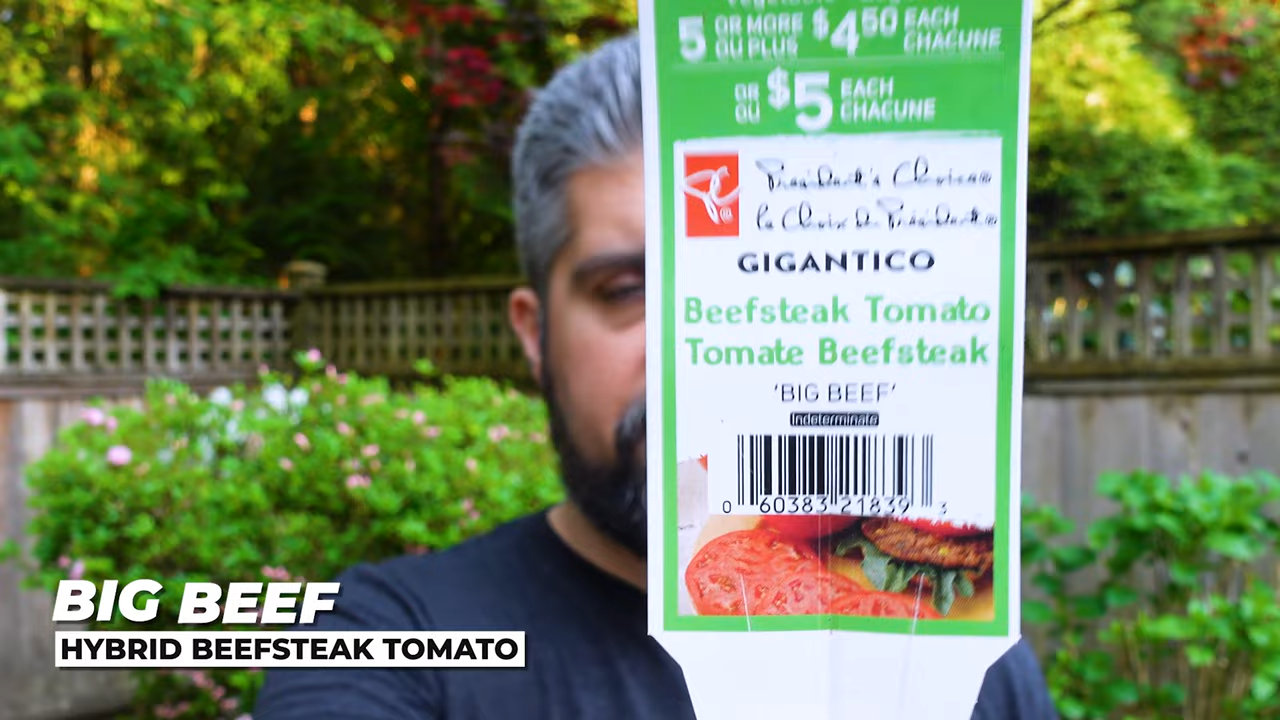 5 OR MORE $4.50 EACH
OU PLUS CHACUNE
OR $5 EACH
OU CHACUNE
President's Choice®
le Choix du Président®
GIGANTICO
Beefsteak Tomato
Tomate Beefsteak
'BIG BEEF'
Indeterminate
0 60383 21839 3
BIG BEEF
HYBRID BEEFSTEAK TOMATO